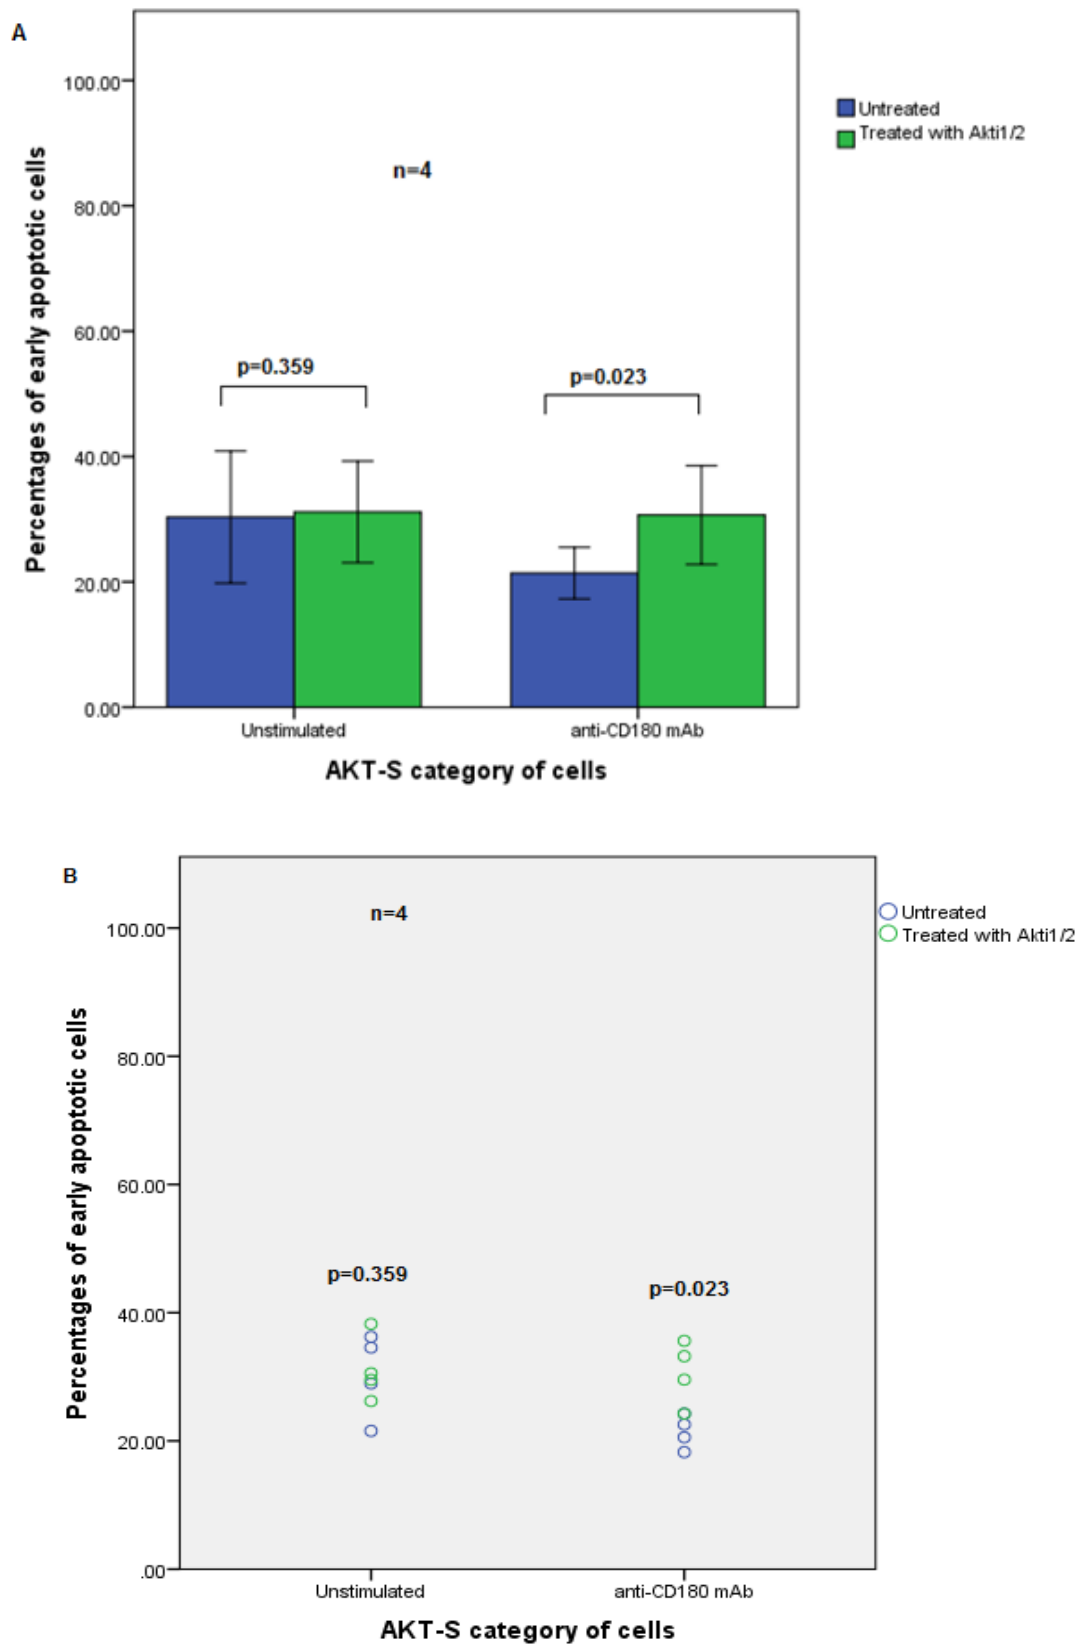 A
100.00
80.00
60.00
40.00
20.00
0.00
Percentages of early apoptotic cells
n=4
p=0.359
p=0.023
Untreated
Treated with Akti1/2
Unstimulated
anti-CD180 mAb
AKT-S category of cells
B
100.00
80.00
60.00
40.00
20.00
.00
Percentages of early apoptotic cells
n=4
p=0.359
p=0.023
Untreated
Treated with Akti1/2
Unstimulated
anti-CD180 mAb
AKT-S category of cells